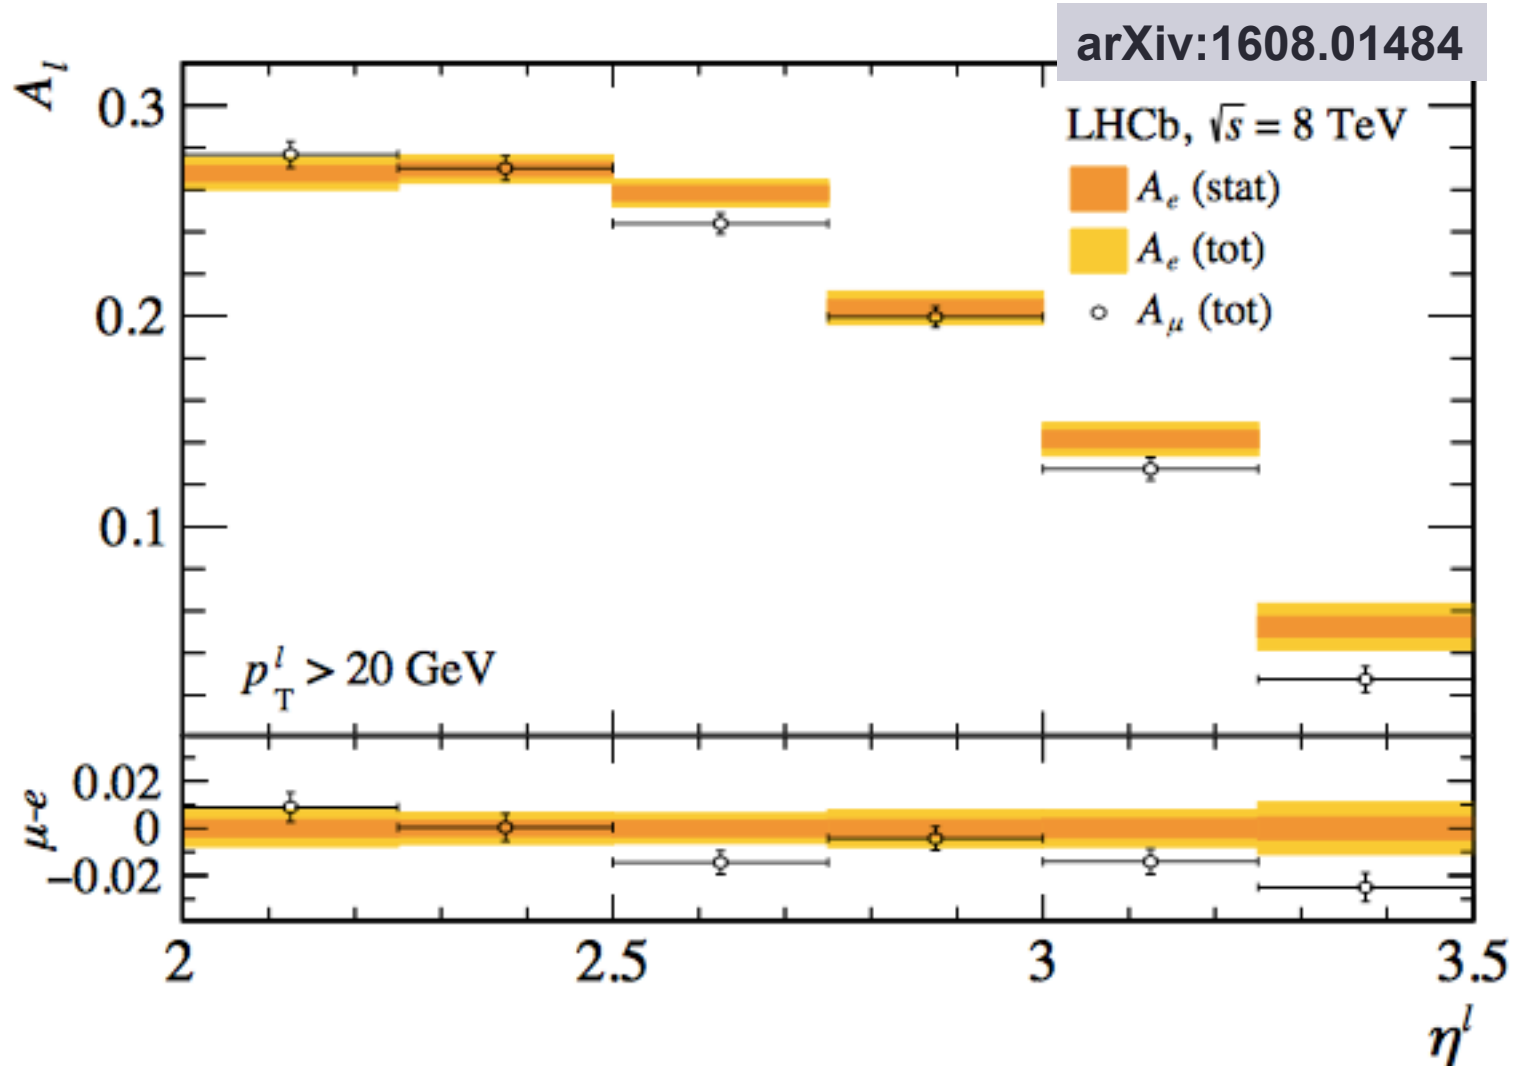 arXiv:1608.01484
A_l
0.3
LHCb, √s = 8 TeV
A_e (stat)
A_e (tot)
A_μ (tot)
0.2
0.1
p_T^l > 20 GeV
μ-e
0.02
0
−0.02
2 2.5 3 3.5
η^l